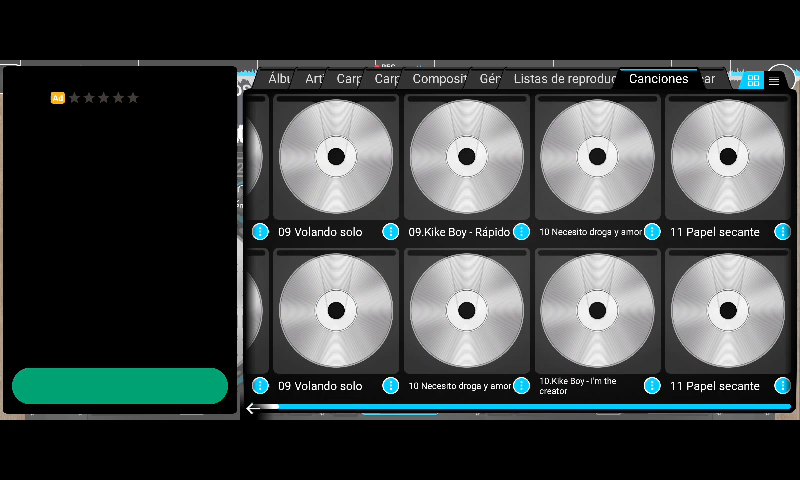 Álbu Art Carp Carp Composit Gén Listas de reproduc Canciones
Ad
09 Volando solo
09.Kike Boy - Rápido
10 Necesito droga y amor
11 Papel secante
09 Volando solo
10 Necesito droga y amor
10.Kike Boy - I'm the
creator
11 Papel secante